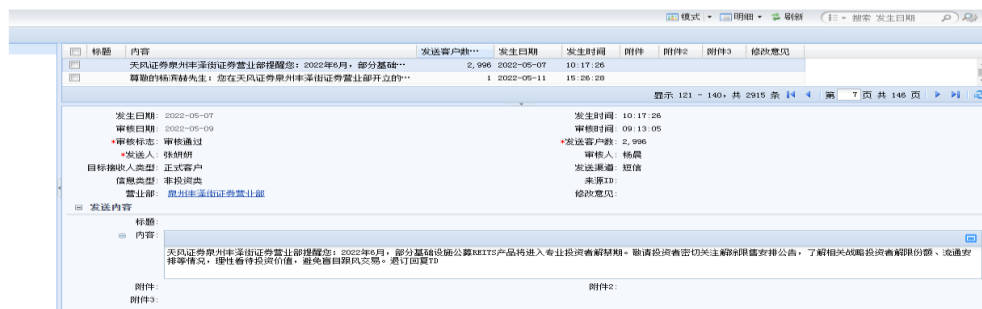 模式 明细 刷新 搜索 发生日期
标题 内容 发送客户数… 发生日期 发生时间 附件 附件2 附件3 修改意见
天风证券泉州丰泽街证券营业部提醒您：2022年6月，部分基础… 2,996 2022-05-07 10:17:26
尊敬的杨滨赫先生：您在天风证券泉州丰泽街证券营业部开立的… 1 2022-05-11 15:26:28
显示 121 - 140，共 2915 条 第 7 页 共 146 页
发生日期: 2022-05-07 发生时间: 10:17:26
审核日期: 2022-05-09 审核时间: 09:13:05
*审核标志: 审核通过 *发送客户数: 2,996
*发送人: 张妍妍 审核人: 杨晨
目标接收人类型: 正式客户 发送渠道: 短信
信息类型: 非投资类 来源ID:
营业部: 泉州丰泽街证券营业部 修改意见:
发送内容
标题:
内容:
天风证券泉州丰泽街证券营业部提醒您：2022年6月，部分基础设施公募REITS产品将进入专业投资者解禁期。敬请投资者密切关注解除限售安排公告，了解相关战略投资者解限份额、流通安
排等情况，理性看待投资价值，避免盲目跟风交易。退订回复TD
附件: 附件2:
附件3: